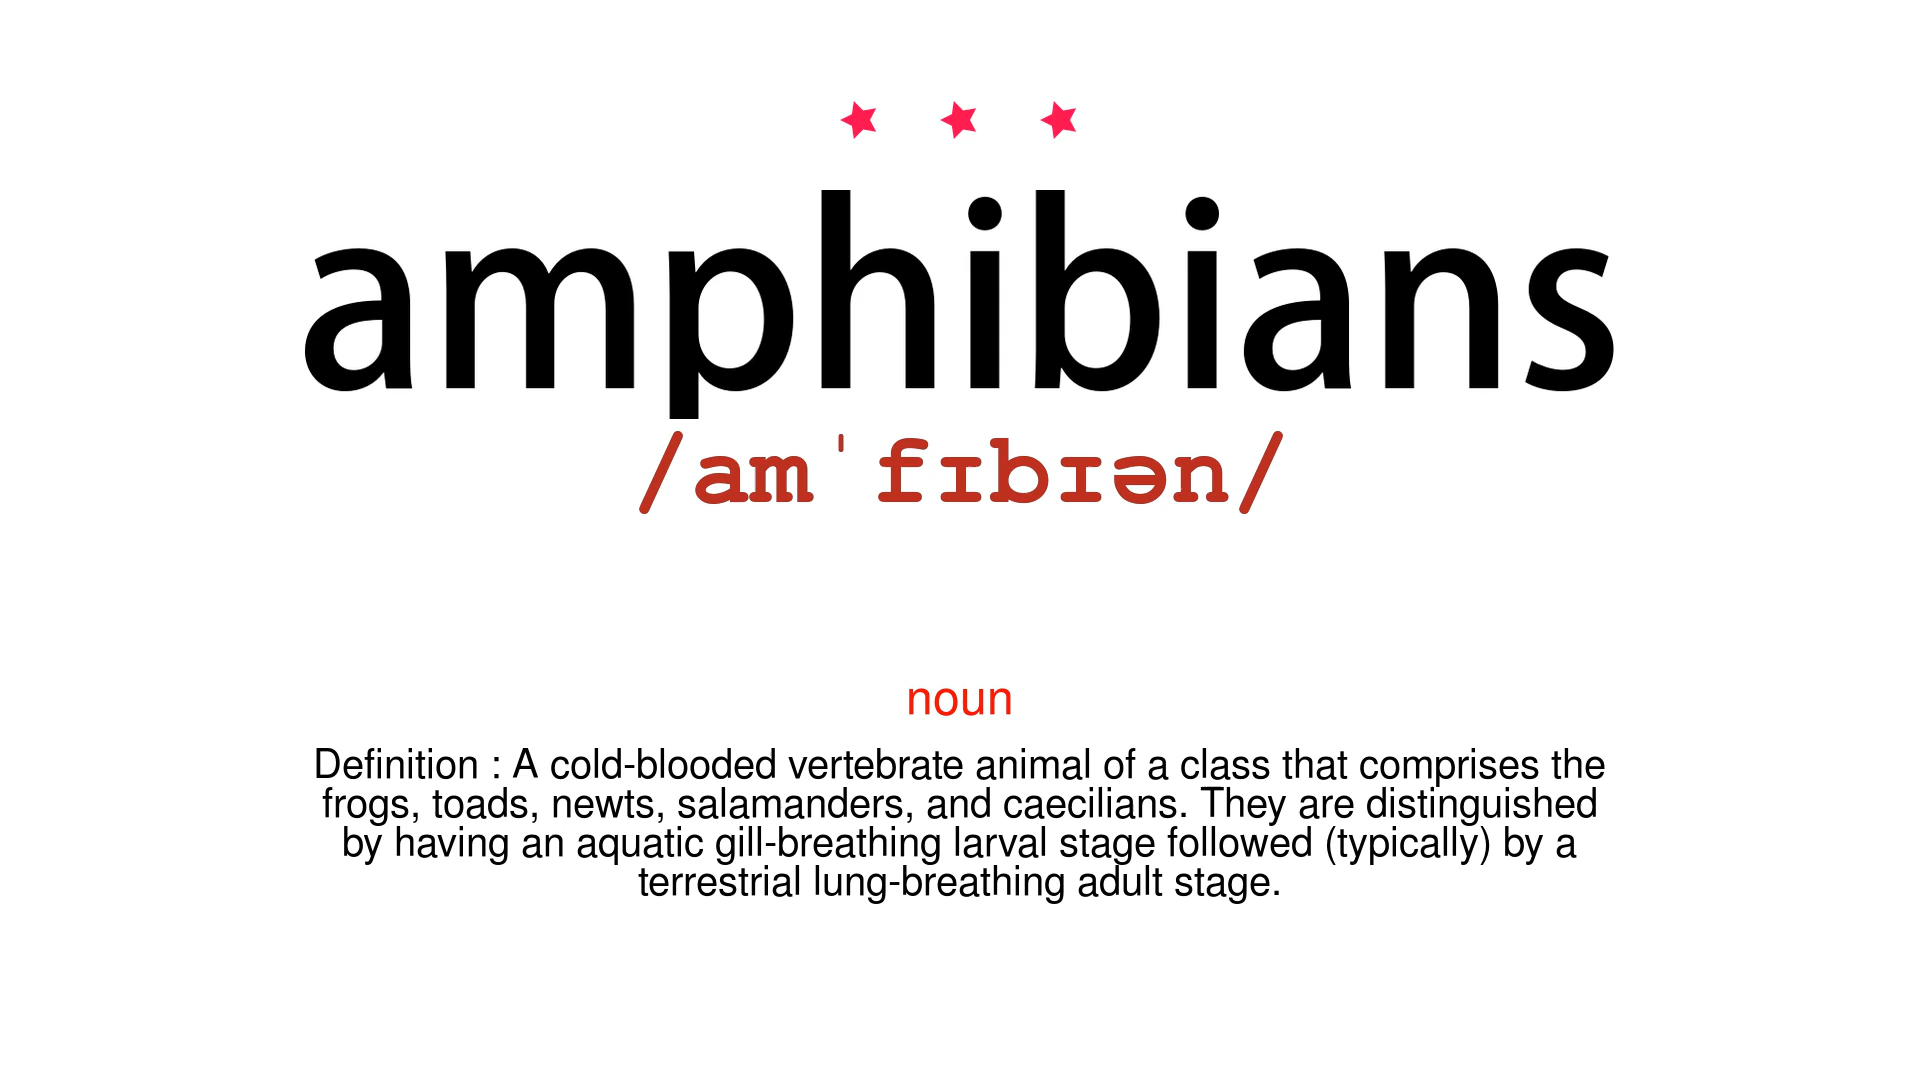 amphibians
/amˈfɪbɪən/
noun
Definition : A cold-blooded vertebrate animal of a class that comprises the
frogs, toads, newts, salamanders, and caecilians. They are distinguished
by having an aquatic gill-breathing larval stage followed (typically) by a
terrestrial lung-breathing adult stage.